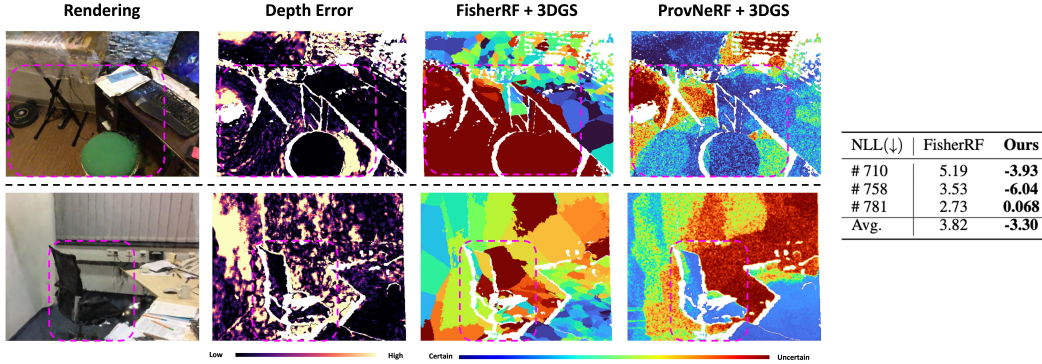 Rendering Depth Error FisherRF + 3DGS ProvNeRF + 3DGS
NLL(↓) FisherRF Ours
# 710 5.19 -3.93
# 758 3.53 -6.04
# 781 2.73 0.068
Avg. 3.82 -3.30
Low High Certain Uncertain